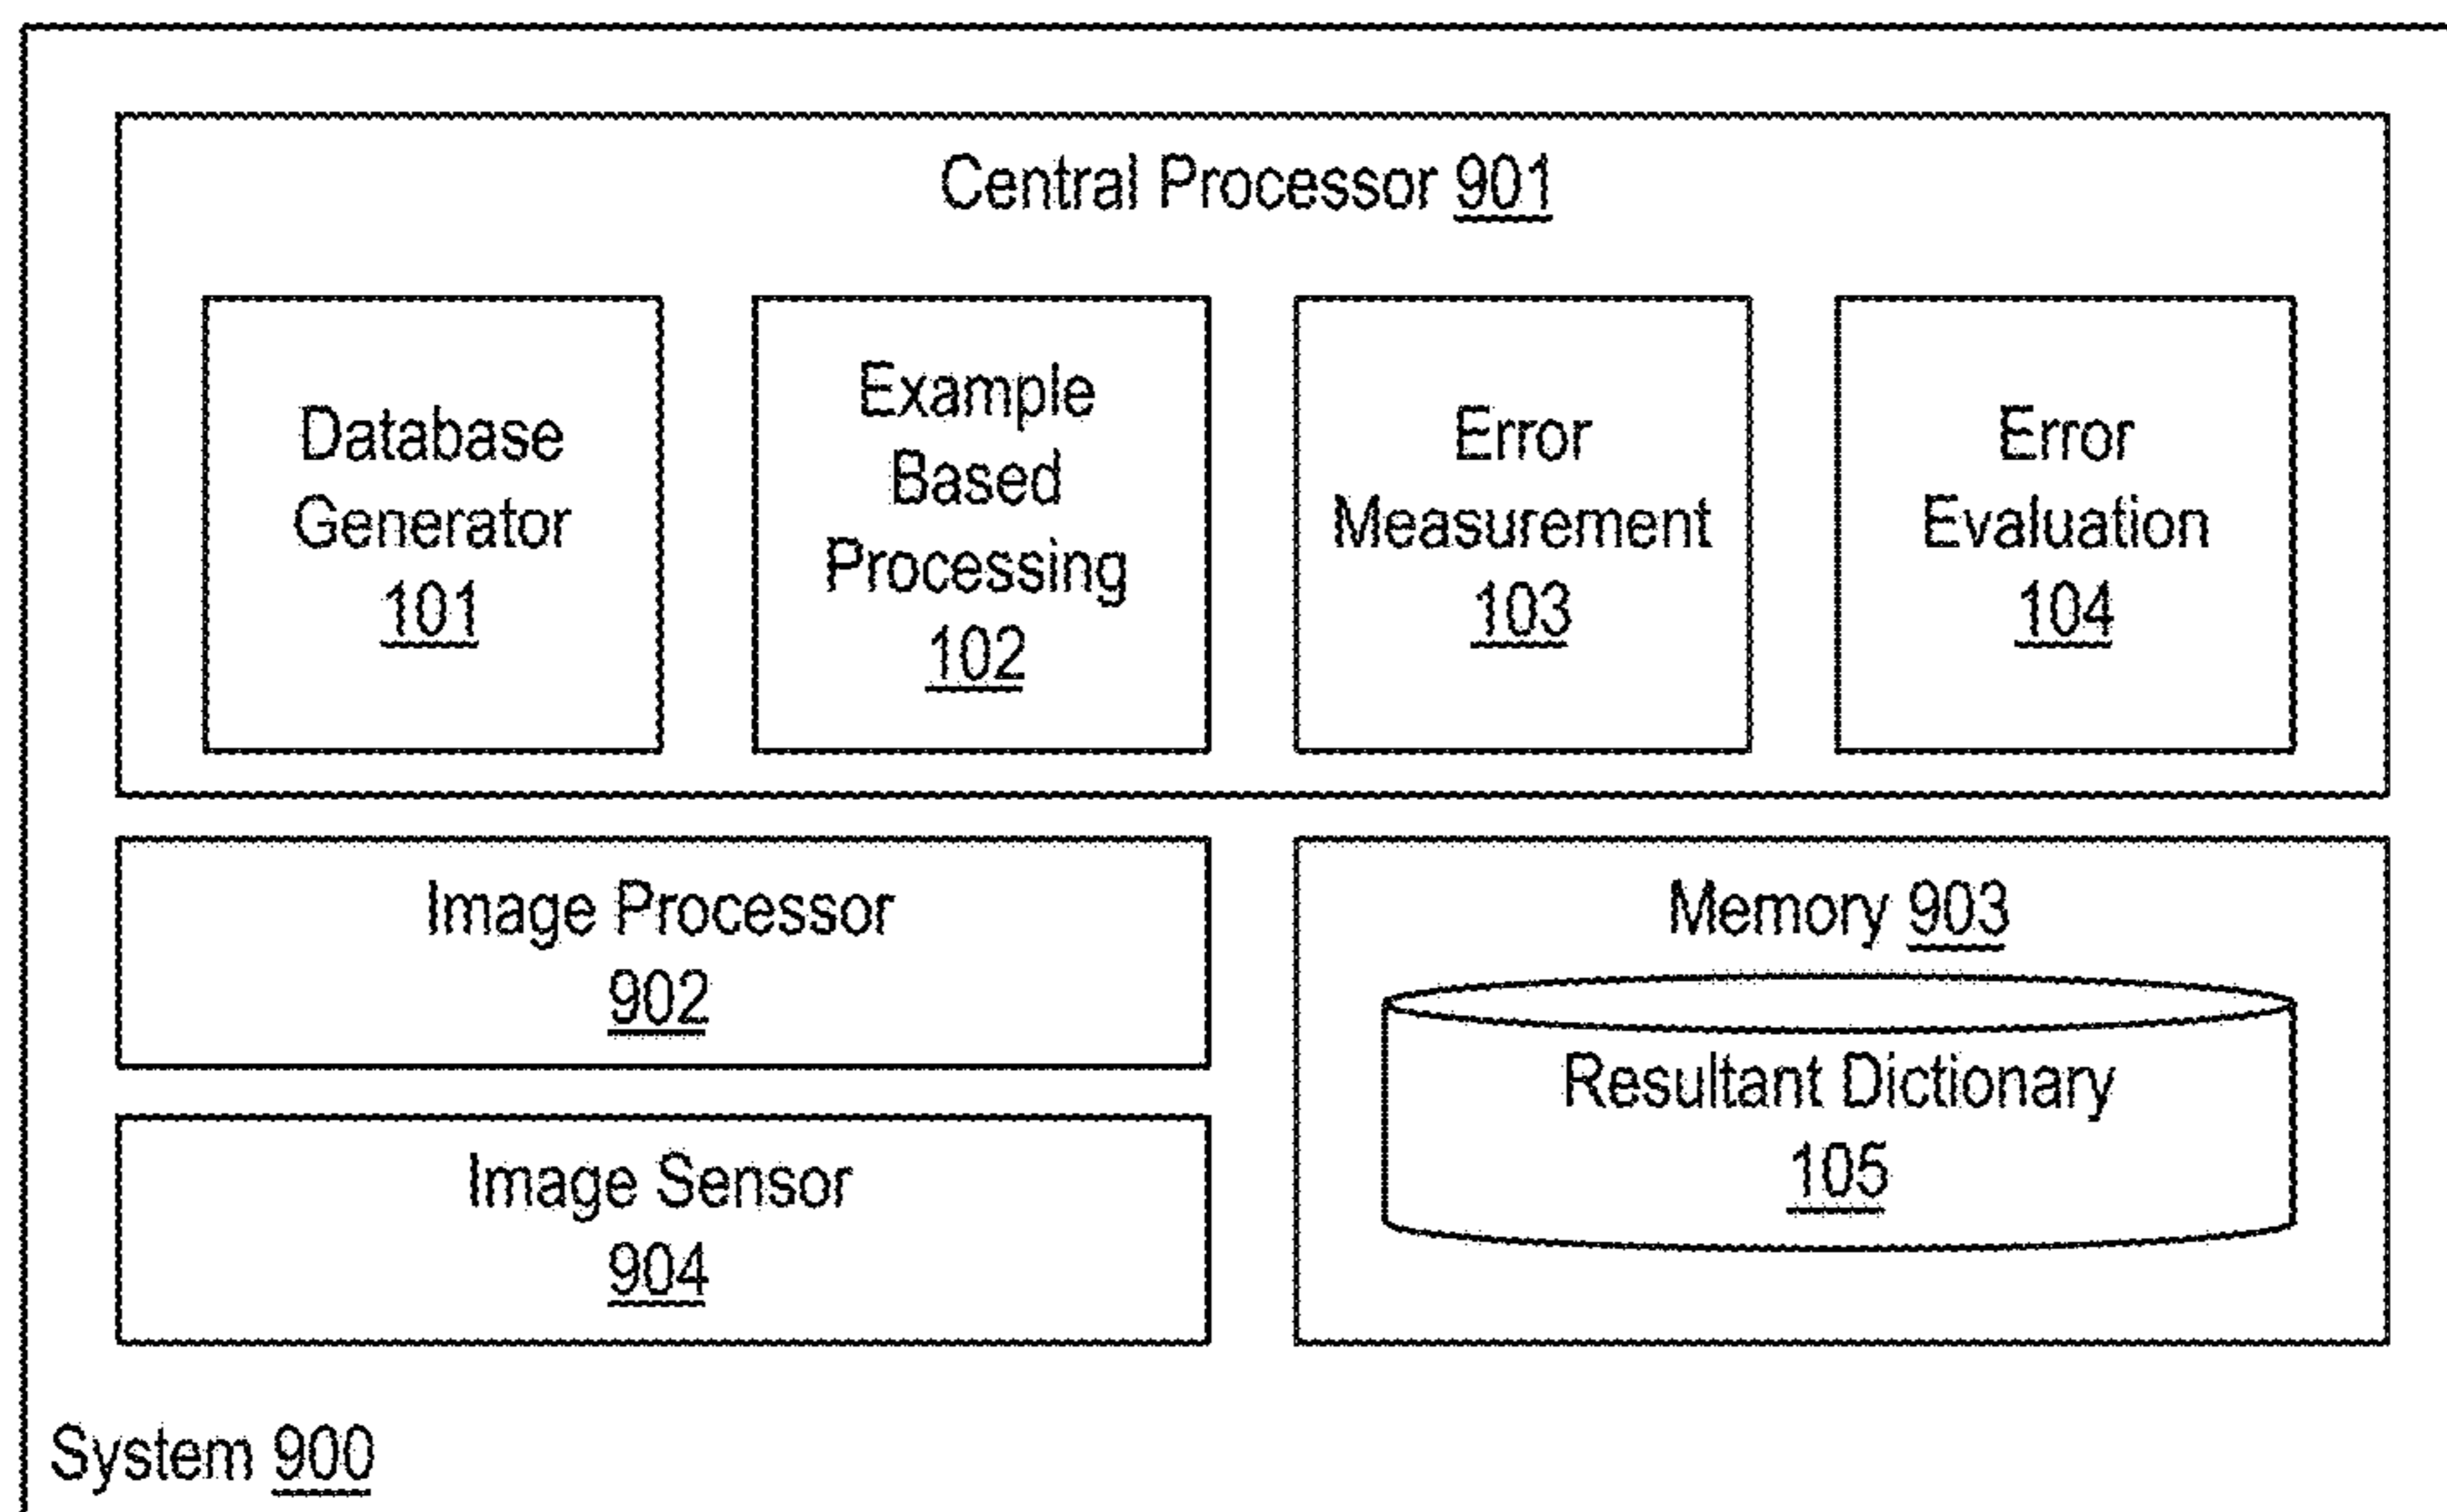 Central Processor 901
Database
Generator
101
Example
Based
Processing
102
Error
Measurement
103
Error
Evaluation
104
Image Processor
902
Image Sensor
904
Memory 903
Resultant Dictionary
105
System 900